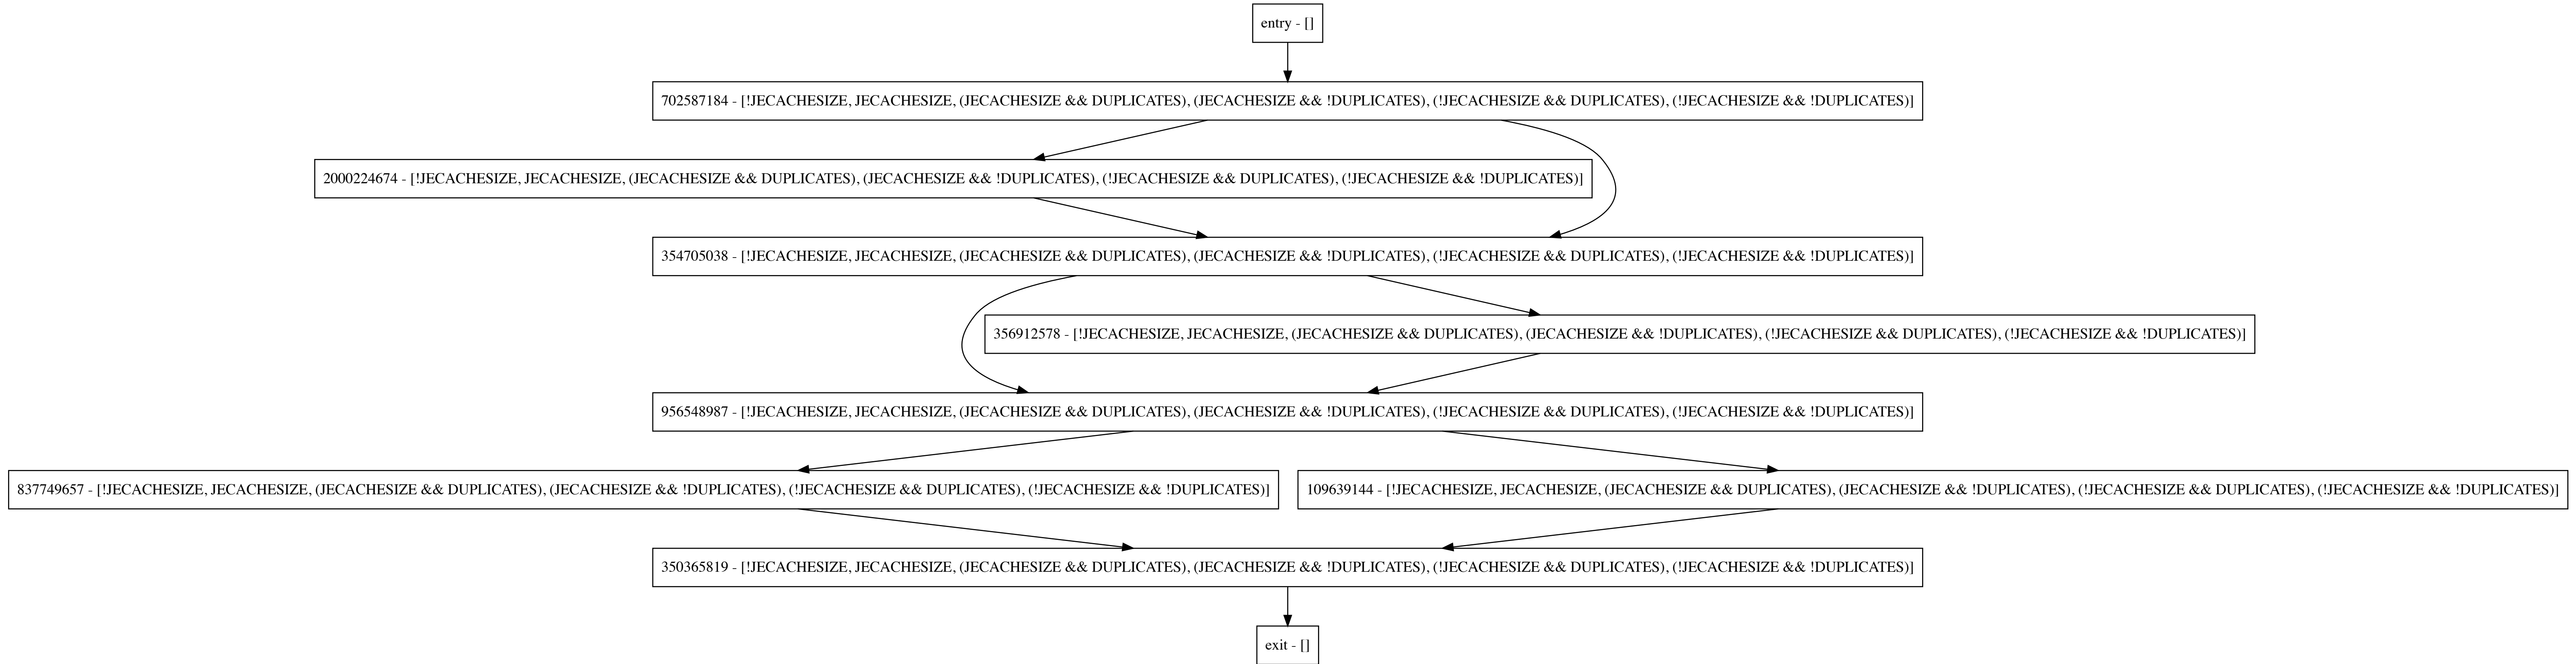 entry - []
702587184 - [!JECACHESIZE, JECACHESIZE, (JECACHESIZE && DUPLICATES), (JECACHESIZE && !DUPLICATES), (!JECACHESIZE && DUPLICATES), (!JECACHESIZE && !DUPLICATES)]
2000224674 - [!JECACHESIZE, JECACHESIZE, (JECACHESIZE && DUPLICATES), (JECACHESIZE && !DUPLICATES), (!JECACHESIZE && DUPLICATES), (!JECACHESIZE && !DUPLICATES)]
354705038 - [!JECACHESIZE, JECACHESIZE, (JECACHESIZE && DUPLICATES), (JECACHESIZE && !DUPLICATES), (!JECACHESIZE && DUPLICATES), (!JECACHESIZE && !DUPLICATES)]
356912578 - [!JECACHESIZE, JECACHESIZE, (JECACHESIZE && DUPLICATES), (JECACHESIZE && !DUPLICATES), (!JECACHESIZE && DUPLICATES), (!JECACHESIZE && !DUPLICATES)]
956548987 - [!JECACHESIZE, JECACHESIZE, (JECACHESIZE && DUPLICATES), (JECACHESIZE && !DUPLICATES), (!JECACHESIZE && DUPLICATES), (!JECACHESIZE && !DUPLICATES)]
837749657 - [!JECACHESIZE, JECACHESIZE, (JECACHESIZE && DUPLICATES), (JECACHESIZE && !DUPLICATES), (!JECACHESIZE && DUPLICATES), (!JECACHESIZE && !DUPLICATES)]
109639144 - [!JECACHESIZE, JECACHESIZE, (JECACHESIZE && DUPLICATES), (JECACHESIZE && !DUPLICATES), (!JECACHESIZE && DUPLICATES), (!JECACHESIZE && !DUPLICATES)]
350365819 - [!JECACHESIZE, JECACHESIZE, (JECACHESIZE && DUPLICATES), (JECACHESIZE && !DUPLICATES), (!JECACHESIZE && DUPLICATES), (!JECACHESIZE && !DUPLICATES)]
exit - []